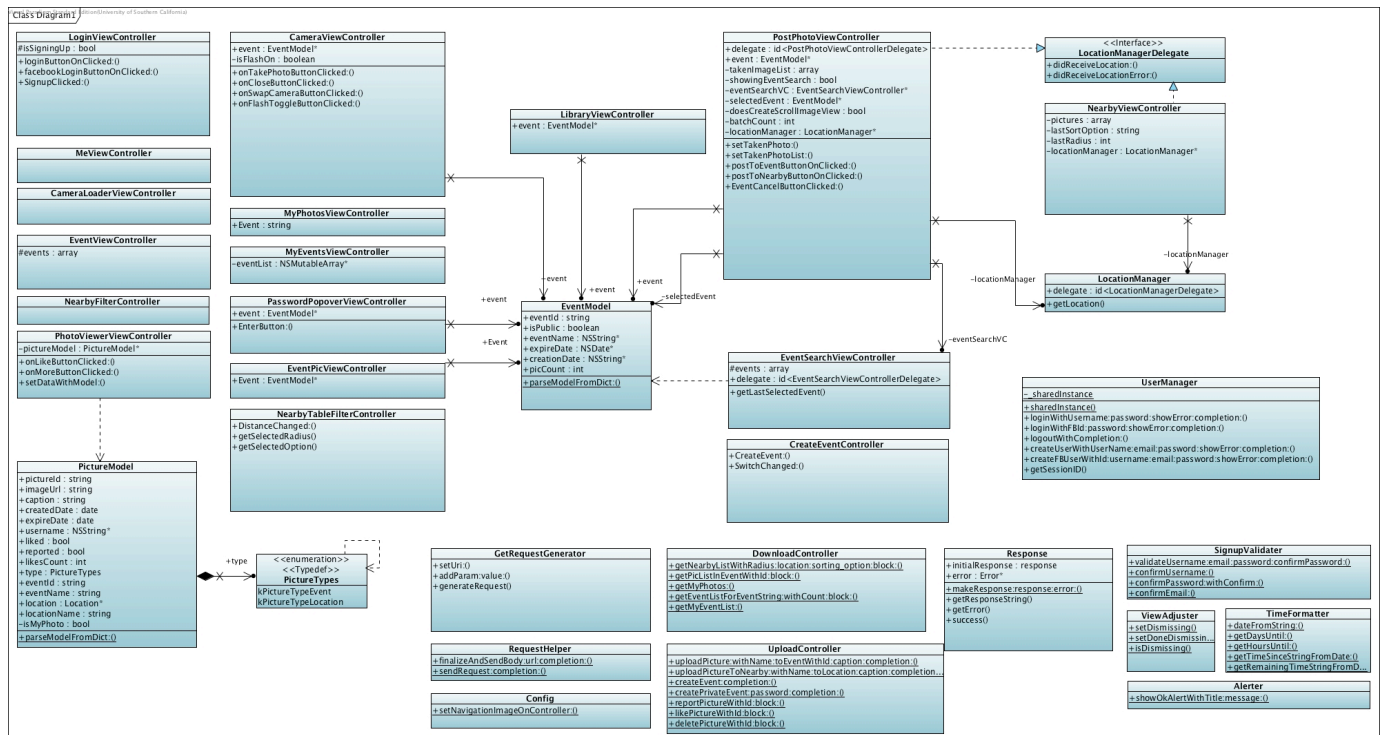 Class Diagram1
LoginViewController
#isSigningUp : bool
+loginButtonOnClicked:()
+facebookLoginButtonOnClicked:()
+SignupClicked:()
MeViewController
CameraLoaderViewController
EventViewController
#events : array
NearbyFilterController
PhotoViewerViewController
-pictureModel : PictureModel*
+onLikeButtonClicked:()
+onMoreButtonClicked:()
+setDataWithModel:()
PictureModel
+pictureId : string
+imageUrl : string
+caption : string
+createdDate : date
+expireDate : date
+username : NSString*
+liked : bool
+reported : bool
+likesCount : int
+type : PictureTypes
+eventId : string
+eventName : string
+location : Location*
+locationName : string
-isMyPhoto : bool
+parseModelFromDict:()
+type
<<enumeration>>
<<Typedef>>
PictureTypes
kPictureTypeEvent
kPictureTypeLocation
CameraViewController
+event : EventModel*
-isFlashOn : boolean
+onTakePhotoButtonClicked:()
+onCloseButtonClicked:()
+onSwapCameraButtonClicked:()
+onFlashToggleButtonClicked:()
MyPhotosViewController
+Event : string
MyEventsViewController
-eventList : NSMutableArray*
PasswordPopoverViewController
+event : EventModel*
+EnterButton:()
EventPicViewController
+Event : EventModel*
NearbyTableFilterController
+DistanceChanged:()
+getSelectedRadius()
+getSelectedOption()
LibraryViewController
+event : EventModel*
-event
+event
+event
-selectedEvent
+event
+Event
EventModel
+eventId : string
+isPublic : boolean
+eventName : NSString*
+expireDate : NSDate*
+creationDate : NSString*
+picCount : int
+parseModelFromDict:()
PostPhotoViewController
+delegate : id<PostPhotoViewControllerDelegate>
+event : EventModel*
-takenImageList : array
-showingEventSearch : bool
-eventSearchVC : EventSearchViewController*
-selectedEvent : EventModel*
-doesCreateScrollImageView : bool
-batchCount : int
-locationManager : LocationManager*
+setTakenPhoto:()
+setTakenPhotoList:()
+postToEventButtonOnClicked:()
+postToNearbyButtonOnClicked:()
+EventCancelButtonClicked:()
<<Interface>>
LocationManagerDelegate
+didReceiveLocation:()
+didReceiveLocationError:()
NearbyViewController
-pictures : array
-lastSortOption : string
-lastRadius : int
-locationManager : LocationManager*
-locationManager
-locationManager
LocationManager
+delegate : id<LocationManagerDelegate>
+getLocation()
-eventSearchVC
EventSearchViewController
#events : array
+delegate : id<EventSearchViewControllerDelegate>
+getLastSelectedEvent()
CreateEventController
+CreateEvent:()
+SwitchChanged:()
UserManager
-_sharedInstance
+sharedInstance()
+loginWithUsername:password:showError:completion:()
+loginWithFBId:password:showError:completion:()
+logoutWithCompletion:()
+createUserWithUserName:email:password:showError:completion:()
+createFBUserWithId:username:email:password:showError:completion:()
+getSessionID()
GetRequestGenerator
+setUri:()
+addParam:value:()
+generateRequest()
RequestHelper
+finalizeAndSendBody:url:completion:()
+sendRequest:completion:()
Config
+setNavigationImageOnController:()
DownloadController
+getNearbyListWithRadius:location:sorting_option:block:()
+getPicListInEventWithId:block:()
+getMyPhotos:()
+getEventListForEventString:withCount:block:()
+getMyEventList:()
UploadController
+uploadPicture:withName:toEventWithId:caption:completion:()
+uploadPictureToNearby:withName:toLocation:caption:completion...
+createEvent:completion:()
+createPrivateEvent:password:completion:()
+reportPictureWithId:block:()
+likePictureWithId:block:()
+deletePictureWithId:block:()
Response
+initialResponse : response
+error : Error*
+makeResponse:response:error:()
+getResponseString()
+getError()
+success()
SignupValidater
+validateUsername:email:password:confirmPassword:()
+confirmUsername:()
+confirmPassword:withConfirm:()
+confirmEmail:()
ViewAdjuster
+setDismissing()
+setDoneDismissin...
+isDismissing()
TimeFormatter
+dateFromString:()
+getDaysUntil:()
+getHoursUntil:()
+getTimeSinceStringFromDate:()
+getRemainingTimeStringFromD...
Alerter
+showOkAlertWithTitle:message:()